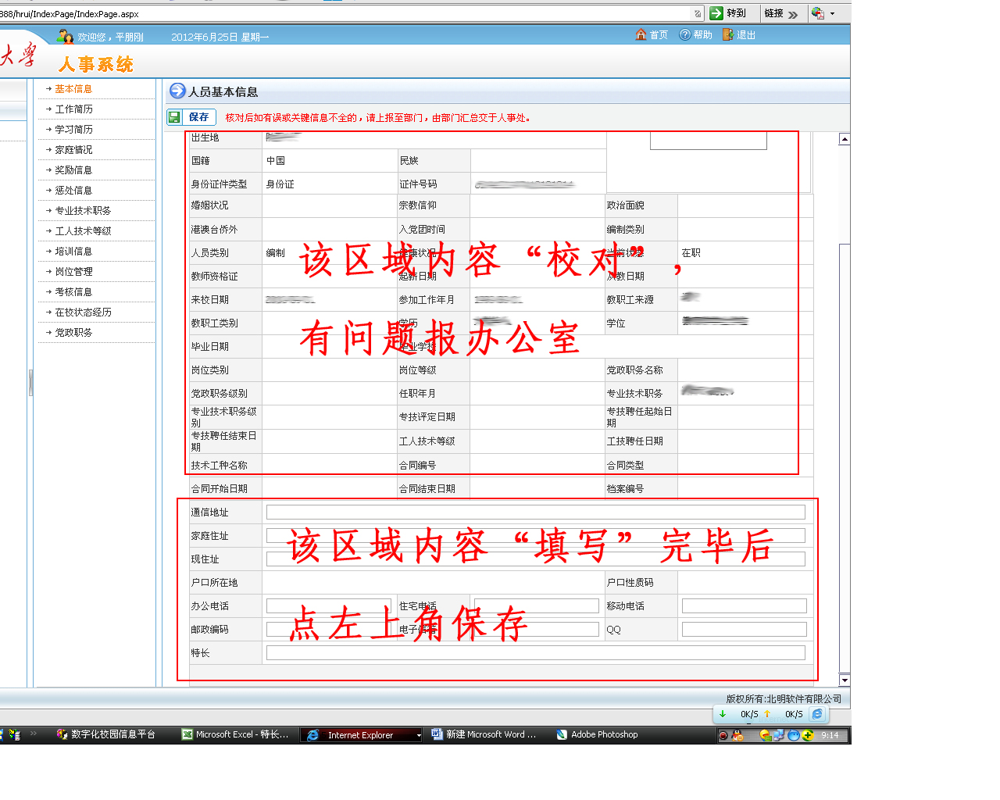 888/hrui/IndexPage/IndexPage.aspx
转到
链接 »
欢迎您，平朋刚
2012年6月25日 星期一
首页
帮助
退出
大学
人事系统
基本信息
工作简历
学习简历
家庭情况
奖励信息
惩处信息
专业技术职务
工人技术等级
培训信息
岗位管理
考核信息
在校状态经历
党政职务
人员基本信息
保存
核对后如有误或关键信息不全的，请上报至部门，由部门汇总交于人事处。
出生地
国籍 中国 民族
身份证件类型 身份证 证件号码
婚姻状况 宗教信仰 政治面貌
港澳台侨外 入党团时间 编制类别
人员类别 编制 健康状况 当前状态 在职
该区域内容“校对”，
教师资格证 起薪日期 从教日期
来校日期 参加工作年月 教职工来源
教职工类别 学历 学位
有问题报办公室
毕业日期 毕业学校
岗位类别 岗位等级 党政职务名称
党政职务级别 任职年月 专业技术职务
专业技术职务级别 专技评定日期 专技聘任起始日期
专技聘任结束日期 工人技术等级 工技聘任日期
技术工种名称 合同编号 合同类型
合同开始日期 合同结束日期 档案编号
通信地址
家庭住址
该区域内容“填写”完毕后
现住址
户口所在地 户口性质码
办公电话 住宅电话 移动电话
点左上角保存
邮政编码 电子信箱 QQ
特长
版权所有:北明软件有限公司
0K/S 0K/S
数字化校园信息平台
Microsoft Excel - 特长...
Internet Explorer
新建 Microsoft Word ...
Adobe Photoshop
9:14